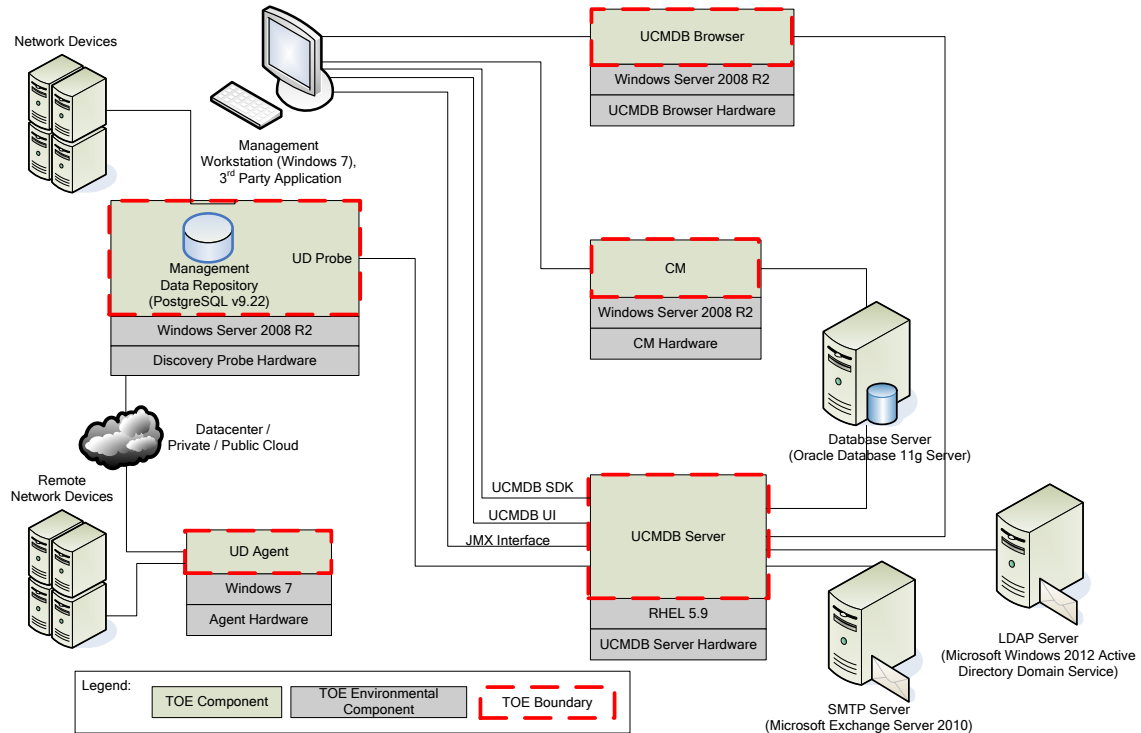 Network Devices
Management
Workstation (Windows 7),
3rd Party Application
UCMDB Browser
Windows Server 2008 R2
UCMDB Browser Hardware
Management
Data Repository
(PostgreSQL v9.22)
UD Probe
Windows Server 2008 R2
Discovery Probe Hardware
CM
Windows Server 2008 R2
CM Hardware
Database Server
(Oracle Database 11g Server)
Datacenter /
Private / Public Cloud
Remote
Network Devices
UD Agent
Windows 7
Agent Hardware
UCMDB SDK
UCMDB UI
JMX Interface
UCMDB Server
RHEL 5.9
UCMDB Server Hardware
LDAP Server
(Microsoft Windows 2012 Active
Directory Domain Service)
SMTP Server
(Microsoft Exchange Server 2010)
Legend:
TOE Component
TOE Environmental
Component
TOE Boundary